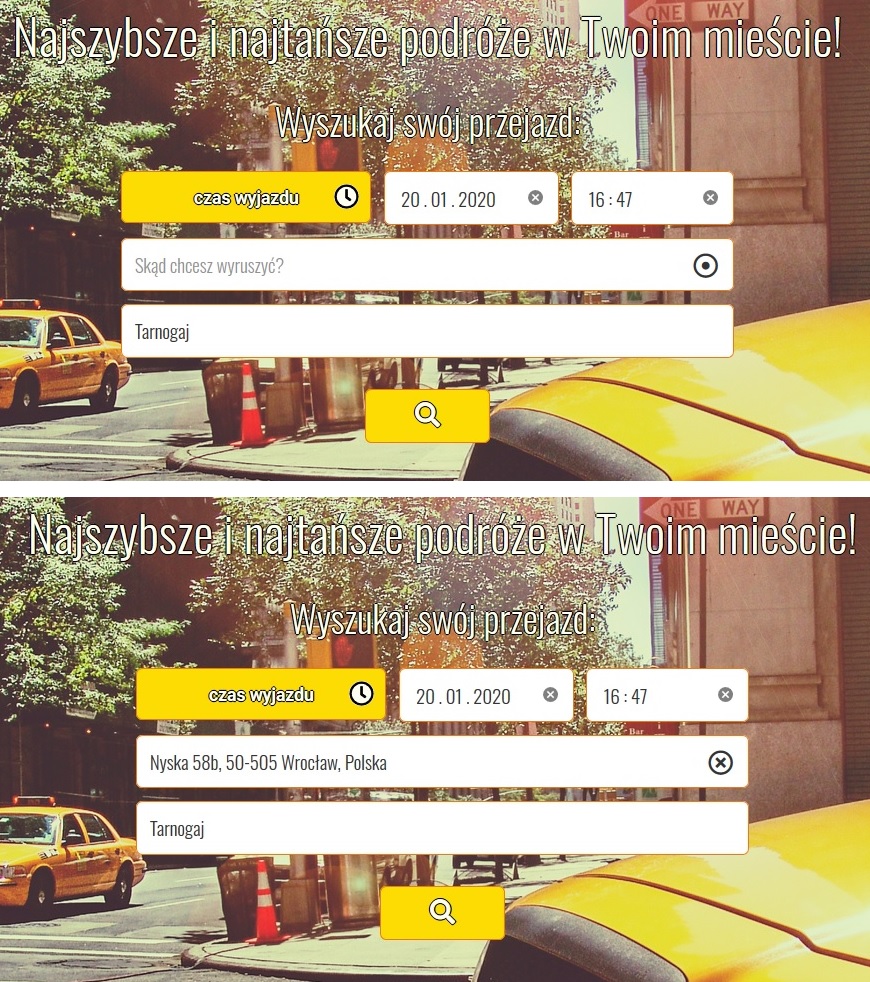 ONE WAY
Najszybsze i najtańsze podróże w Twoim mieście!
Wyszukaj swój przejazd:
czas wyjazdu 20 . 01 . 2020 16 : 47
Bar
Skąd chcesz wyruszyć?
Tarnogaj
ONE WAY
Najszybsze i najtańsze podróże w Twoim mieście!
Wyszukaj swój przejazd:
czas wyjazdu 20 . 01 . 2020 16 : 47
Bar
Nyska 58b, 50-505 Wrocław, Polska
Tarnogaj